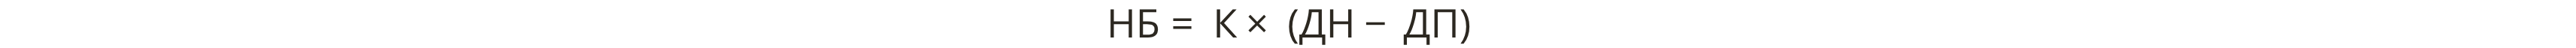 НБ = К × (ДН − ДП)